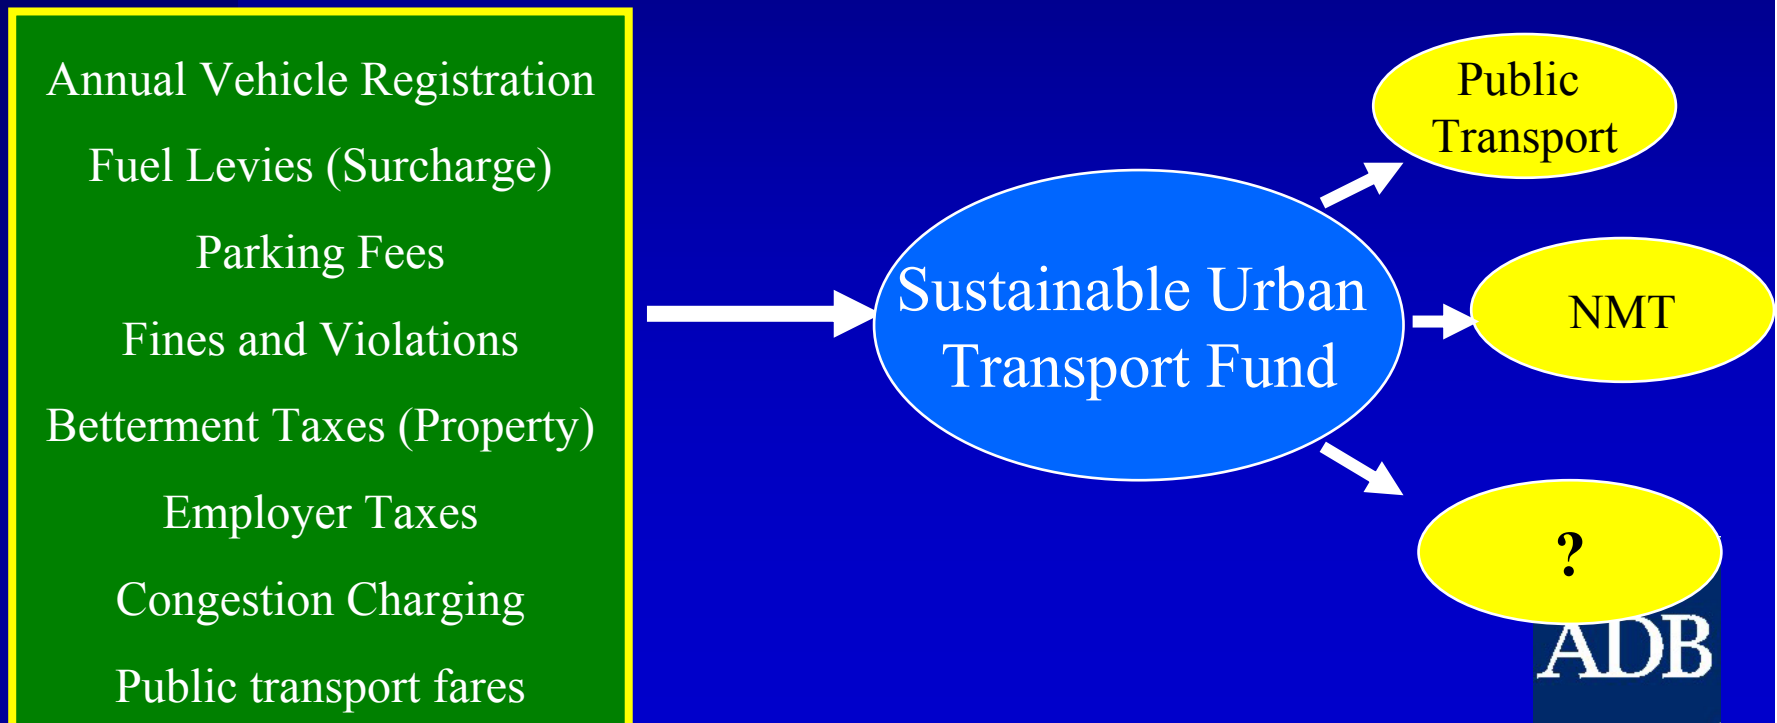 Annual Vehicle Registration
Fuel Levies (Surcharge)
Parking Fees
Fines and Violations
Betterment Taxes (Property)
Employer Taxes
Congestion Charging
Public transport fares
Sustainable Urban
Transport Fund
Public
Transport
NMT
?
ADB